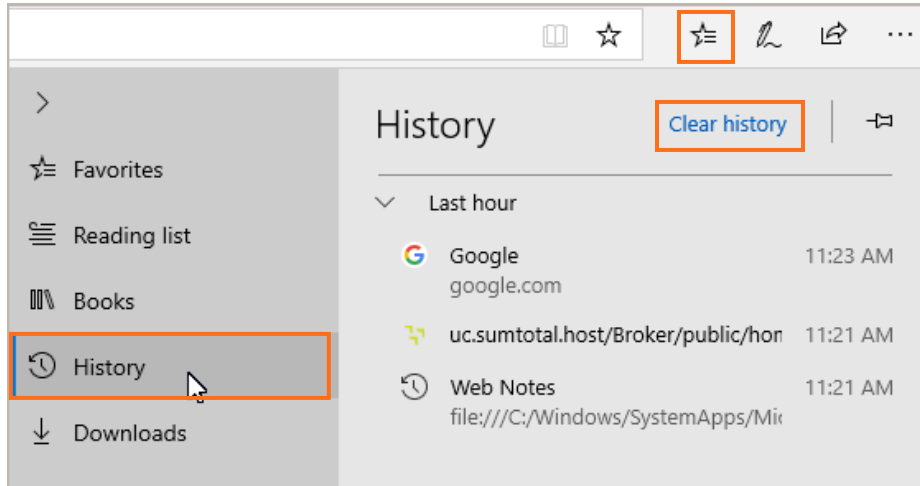 Favorites
Reading list
Books
History
Downloads
History
Clear history
Last hour
Google
11:23 AM
google.com
uc.sumtotal.host/Broker/public/hon
11:21 AM
Web Notes
11:21 AM
file:///C:/Windows/SystemApps/Mic